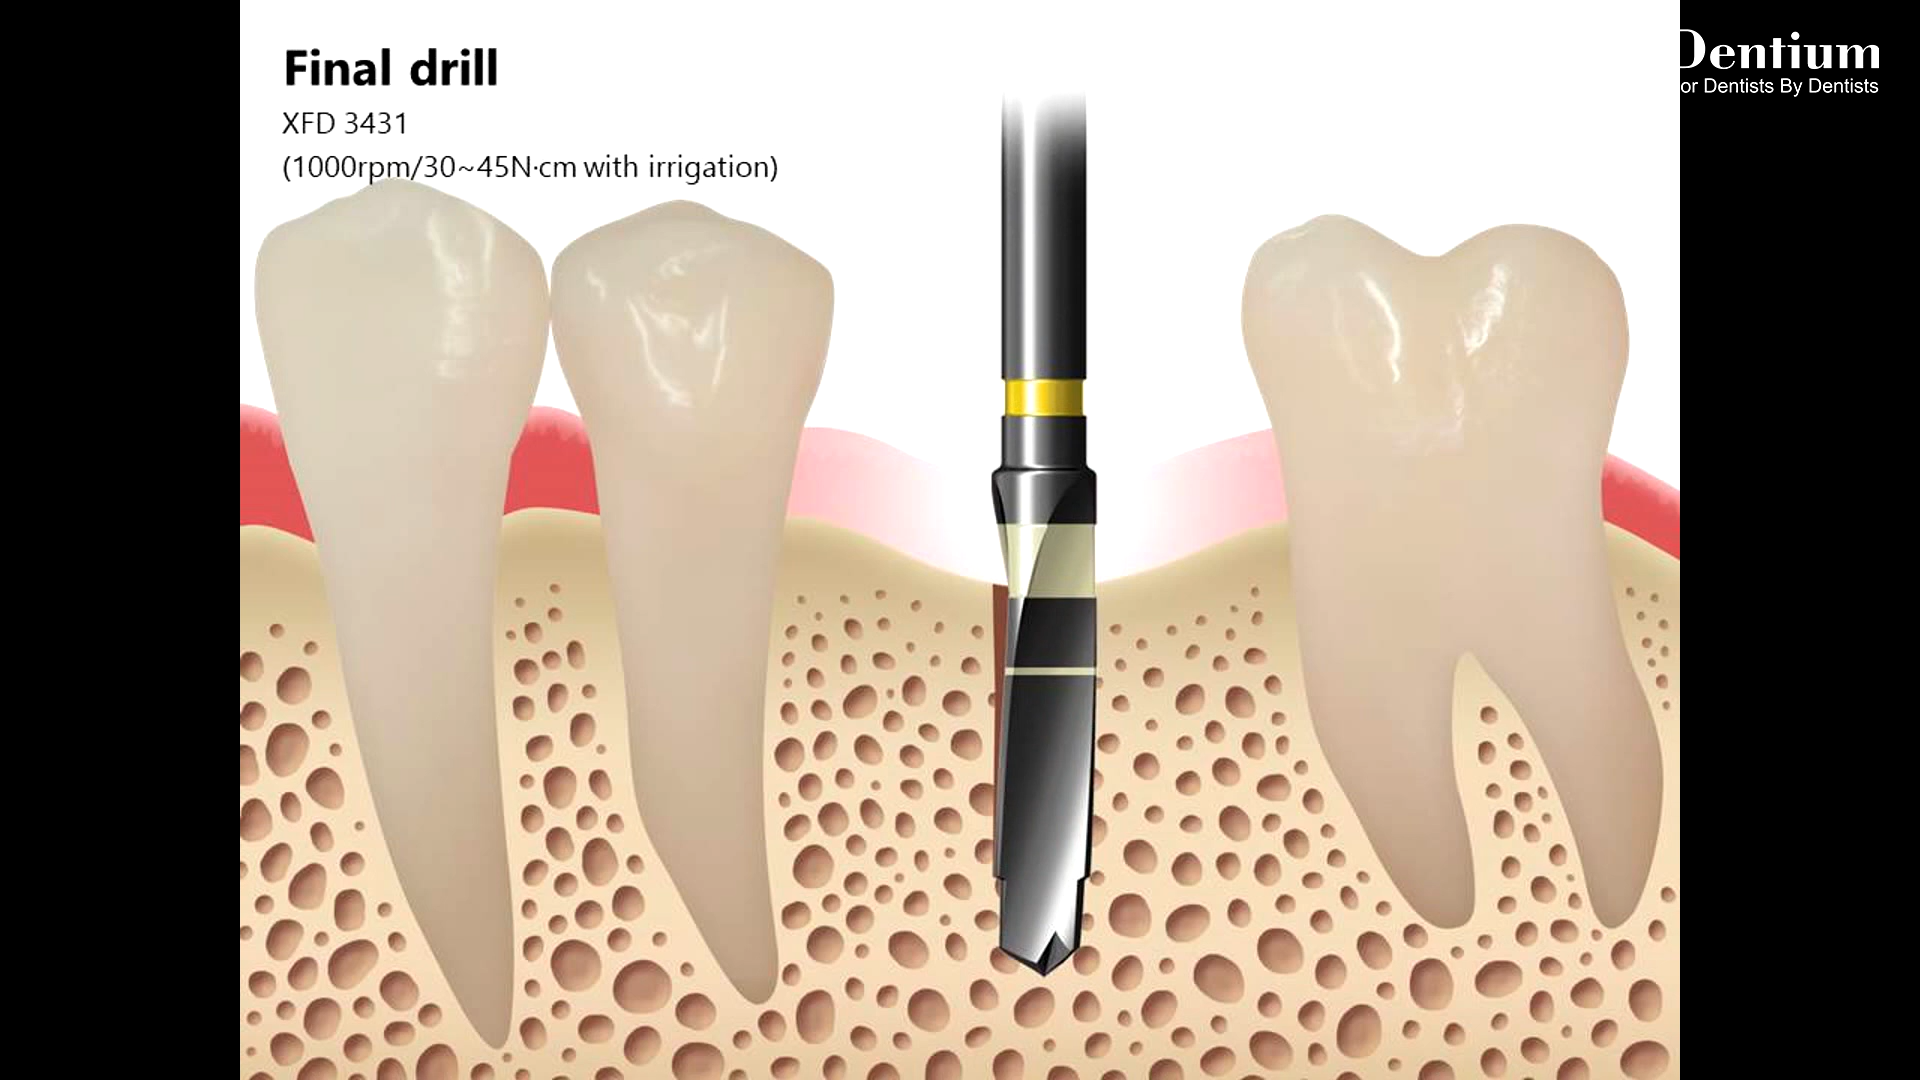 Final drill
XFD 3431
(1000rpm/30~45N·cm with irrigation)
Dentium
or Dentists By Dentists